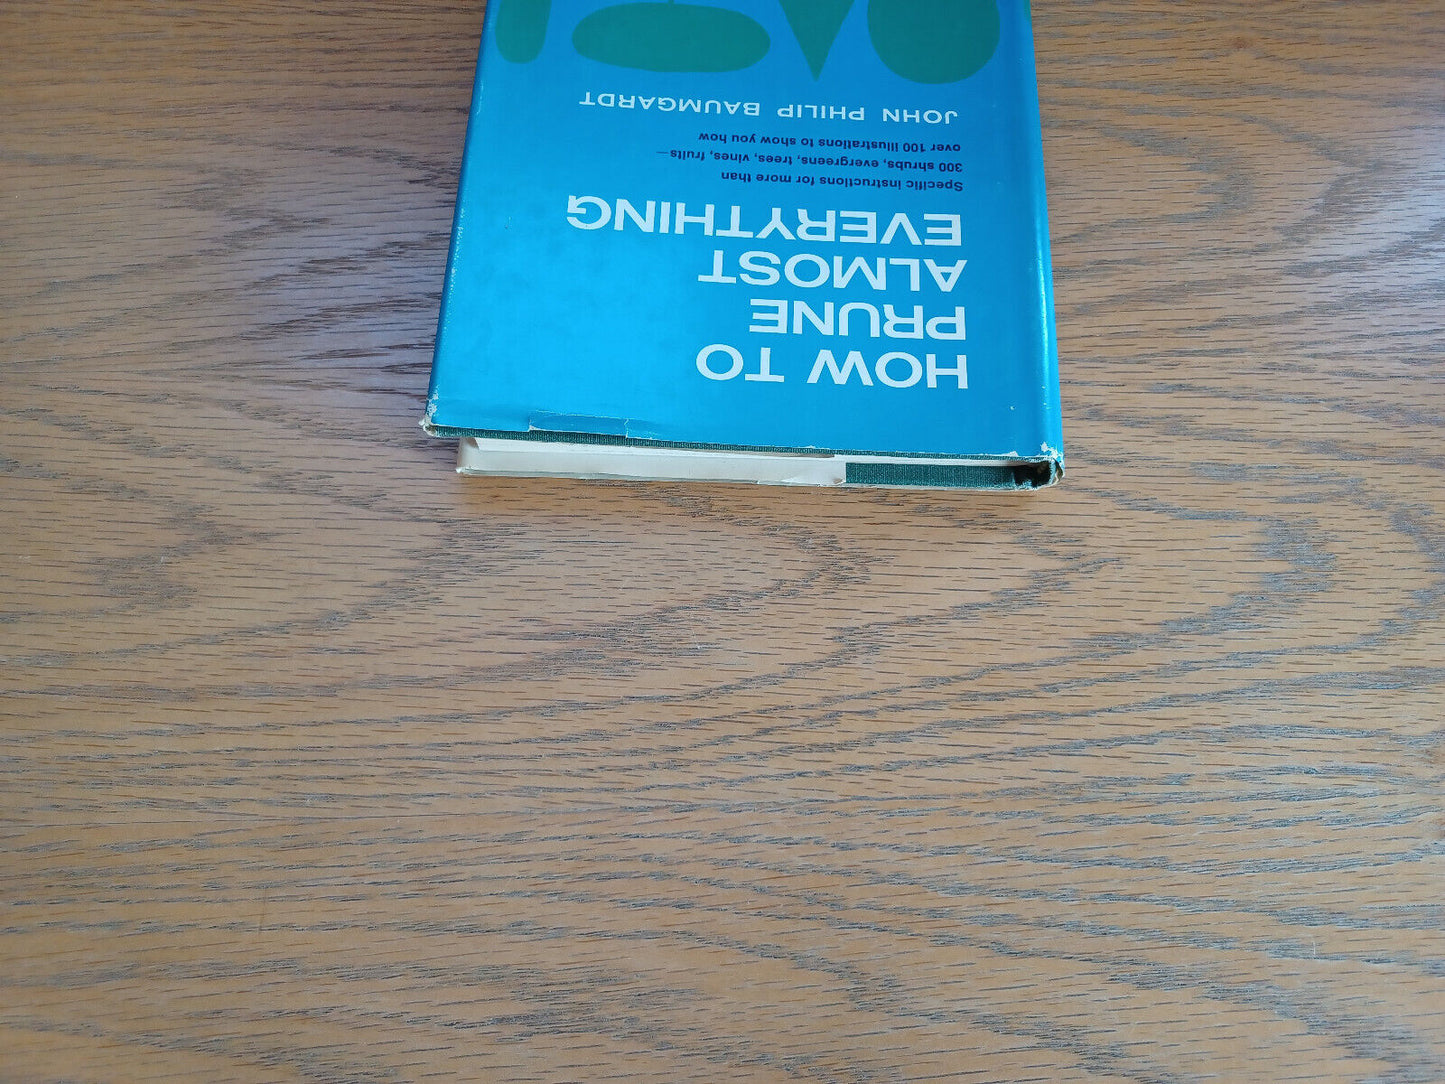 HOW TO
PRUNE
ALMOST
EVERYTHING
Specific instructions for more than
300 shrubs, evergreens, trees, vines, fruits—
over 100 illustrations to show you how
JOHN PHILIP BAUMGARDT